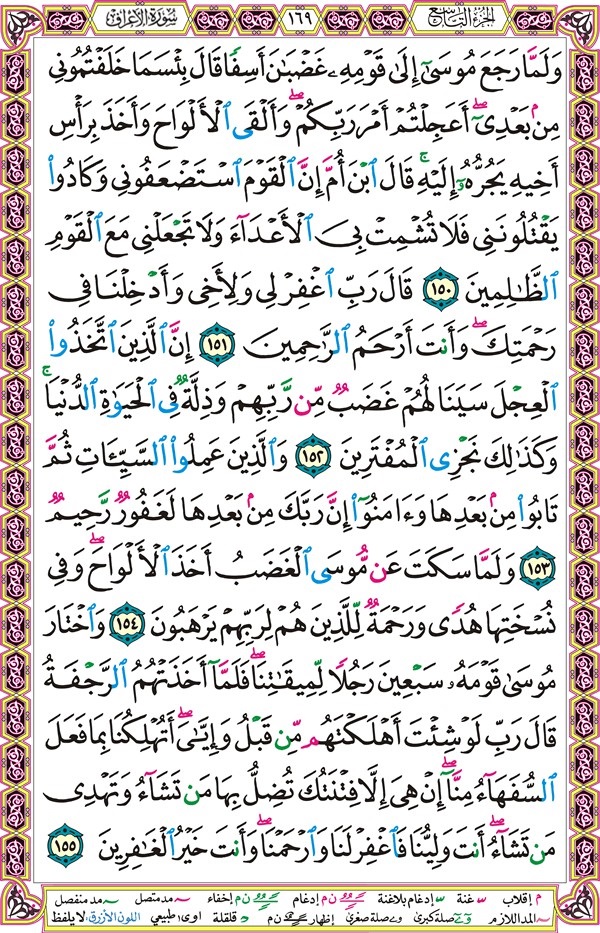 الجزء التاسع
١٦٩
سورة الأعراف
وَلَمَّا رَجَعَ مُوسَىٰٓ إِلَىٰ قَوْمِهِۦ غَضْبَٰنَ أَسِفًا قَالَ بِئْسَمَا خَلَفْتُمُونِي
مِنۢ بَعْدِيٓۖ أَعَجِلْتُمْ أَمْرَ رَبِّكُمْۖ وَأَلْقَى ٱلْأَلْوَاحَ وَأَخَذَ بِرَأْسِ
أَخِيهِ يَجُرُّهُۥٓ إِلَيْهِۚ قَالَ ٱبْنَ أُمَّ إِنَّ ٱلْقَوْمَ ٱسْتَضْعَفُونِي وَكَادُوا۟
يَقْتُلُونَنِي فَلَا تُشْمِتْ بِيَ ٱلْأَعْدَآءَ وَلَا تَجْعَلْنِي مَعَ ٱلْقَوْمِ
ٱلظَّٰلِمِينَ ١٥٠ قَالَ رَبِّ ٱغْفِرْ لِي وَلِأَخِي وَأَدْخِلْنَا فِي
رَحْمَتِكَۖ وَأَنتَ أَرْحَمُ ٱلرَّٰحِمِينَ ١٥١ إِنَّ ٱلَّذِينَ ٱتَّخَذُوا۟
ٱلْعِجْلَ سَيَنَالُهُمْ غَضَبٌ مِّن رَّبِّهِمْ وَذِلَّةٌ فِي ٱلْحَيَوٰةِ ٱلدُّنْيَاۚ
وَكَذَٰلِكَ نَجْزِي ٱلْمُفْتَرِينَ ١٥٢ وَٱلَّذِينَ عَمِلُوا۟ ٱلسَّيِّـَٔاتِ ثُمَّ
تَابُوا۟ مِنۢ بَعْدِهَا وَءَامَنُوٓا۟ إِنَّ رَبَّكَ مِنۢ بَعْدِهَا لَغَفُورٌ رَّحِيمٌ
١٥٣ وَلَمَّا سَكَتَ عَن مُّوسَى ٱلْغَضَبُ أَخَذَ ٱلْأَلْوَاحَۖ وَفِي
نُسْخَتِهَا هُدًى وَرَحْمَةٌ لِّلَّذِينَ هُمْ لِرَبِّهِمْ يَرْهَبُونَ ١٥٤ وَٱخْتَارَ
مُوسَىٰ قَوْمَهُۥ سَبْعِينَ رَجُلًا لِّمِيقَٰتِنَاۖ فَلَمَّآ أَخَذَتْهُمُ ٱلرَّجْفَةُ
قَالَ رَبِّ لَوْ شِئْتَ أَهْلَكْتَهُم مِّن قَبْلُ وَإِيَّٰيَۖ أَتُهْلِكُنَا بِمَا فَعَلَ
ٱلسُّفَهَآءُ مِنَّآۖ إِنْ هِيَ إِلَّا فِتْنَتُكَ تُضِلُّ بِهَا مَن تَشَآءُ وَتَهْدِي
مَن تَشَآءُۖ أَنتَ وَلِيُّنَا فَٱغْفِرْ لَنَا وَٱرْحَمْنَاۖ وَأَنتَ خَيْرُ ٱلْغَٰفِرِينَ ١٥٥
م إقلاب غنة إدغام بلاغنة ن م إدغام ن م إخفاء مد متصل مد منفصل
المد اللازم صلة كبرى صلة صغرى إظهار ن م قلقلة اوى طبيعي اللون الأزرق: لا يلفظ